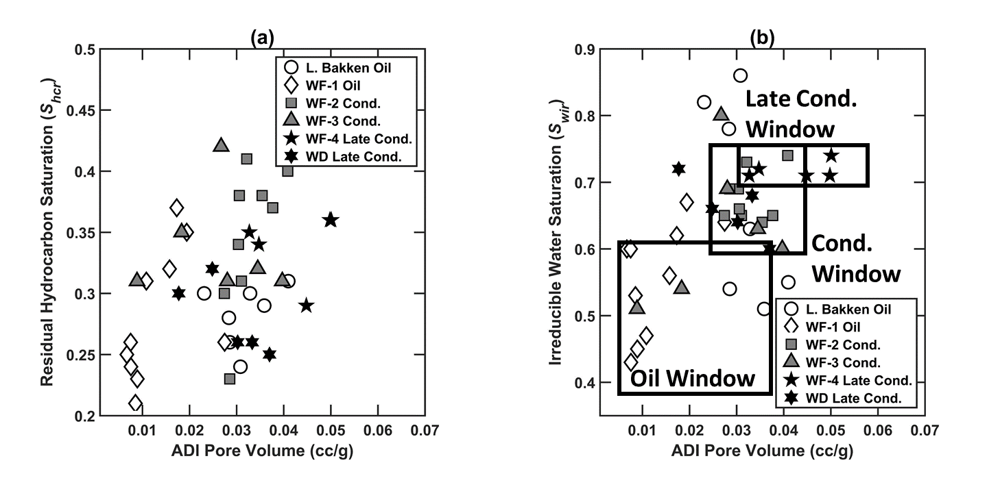 (a)
0.5
0.45
0.4
0.35
0.3
0.25
0.2
Residual Hydrocarbon Saturation (Shcr)
L. Bakken Oil
WF-1 Oil
WF-2 Cond.
WF-3 Cond.
WF-4 Late Cond.
WD Late Cond.
0.01 0.02 0.03 0.04 0.05 0.06 0.07
ADI Pore Volume (cc/g)
(b)
0.9
0.8
0.7
0.6
0.5
0.4
Irreducible Water Saturation (Swir)
Late Cond.
Window
Cond.
Window
Oil Window
L. Bakken Oil
WF-1 Oil
WF-2 Cond.
WF-3 Cond.
WF-4 Late Cond.
WD Late Cond.
0.01 0.02 0.03 0.04 0.05 0.06 0.07
ADI Pore Volume (cc/g)